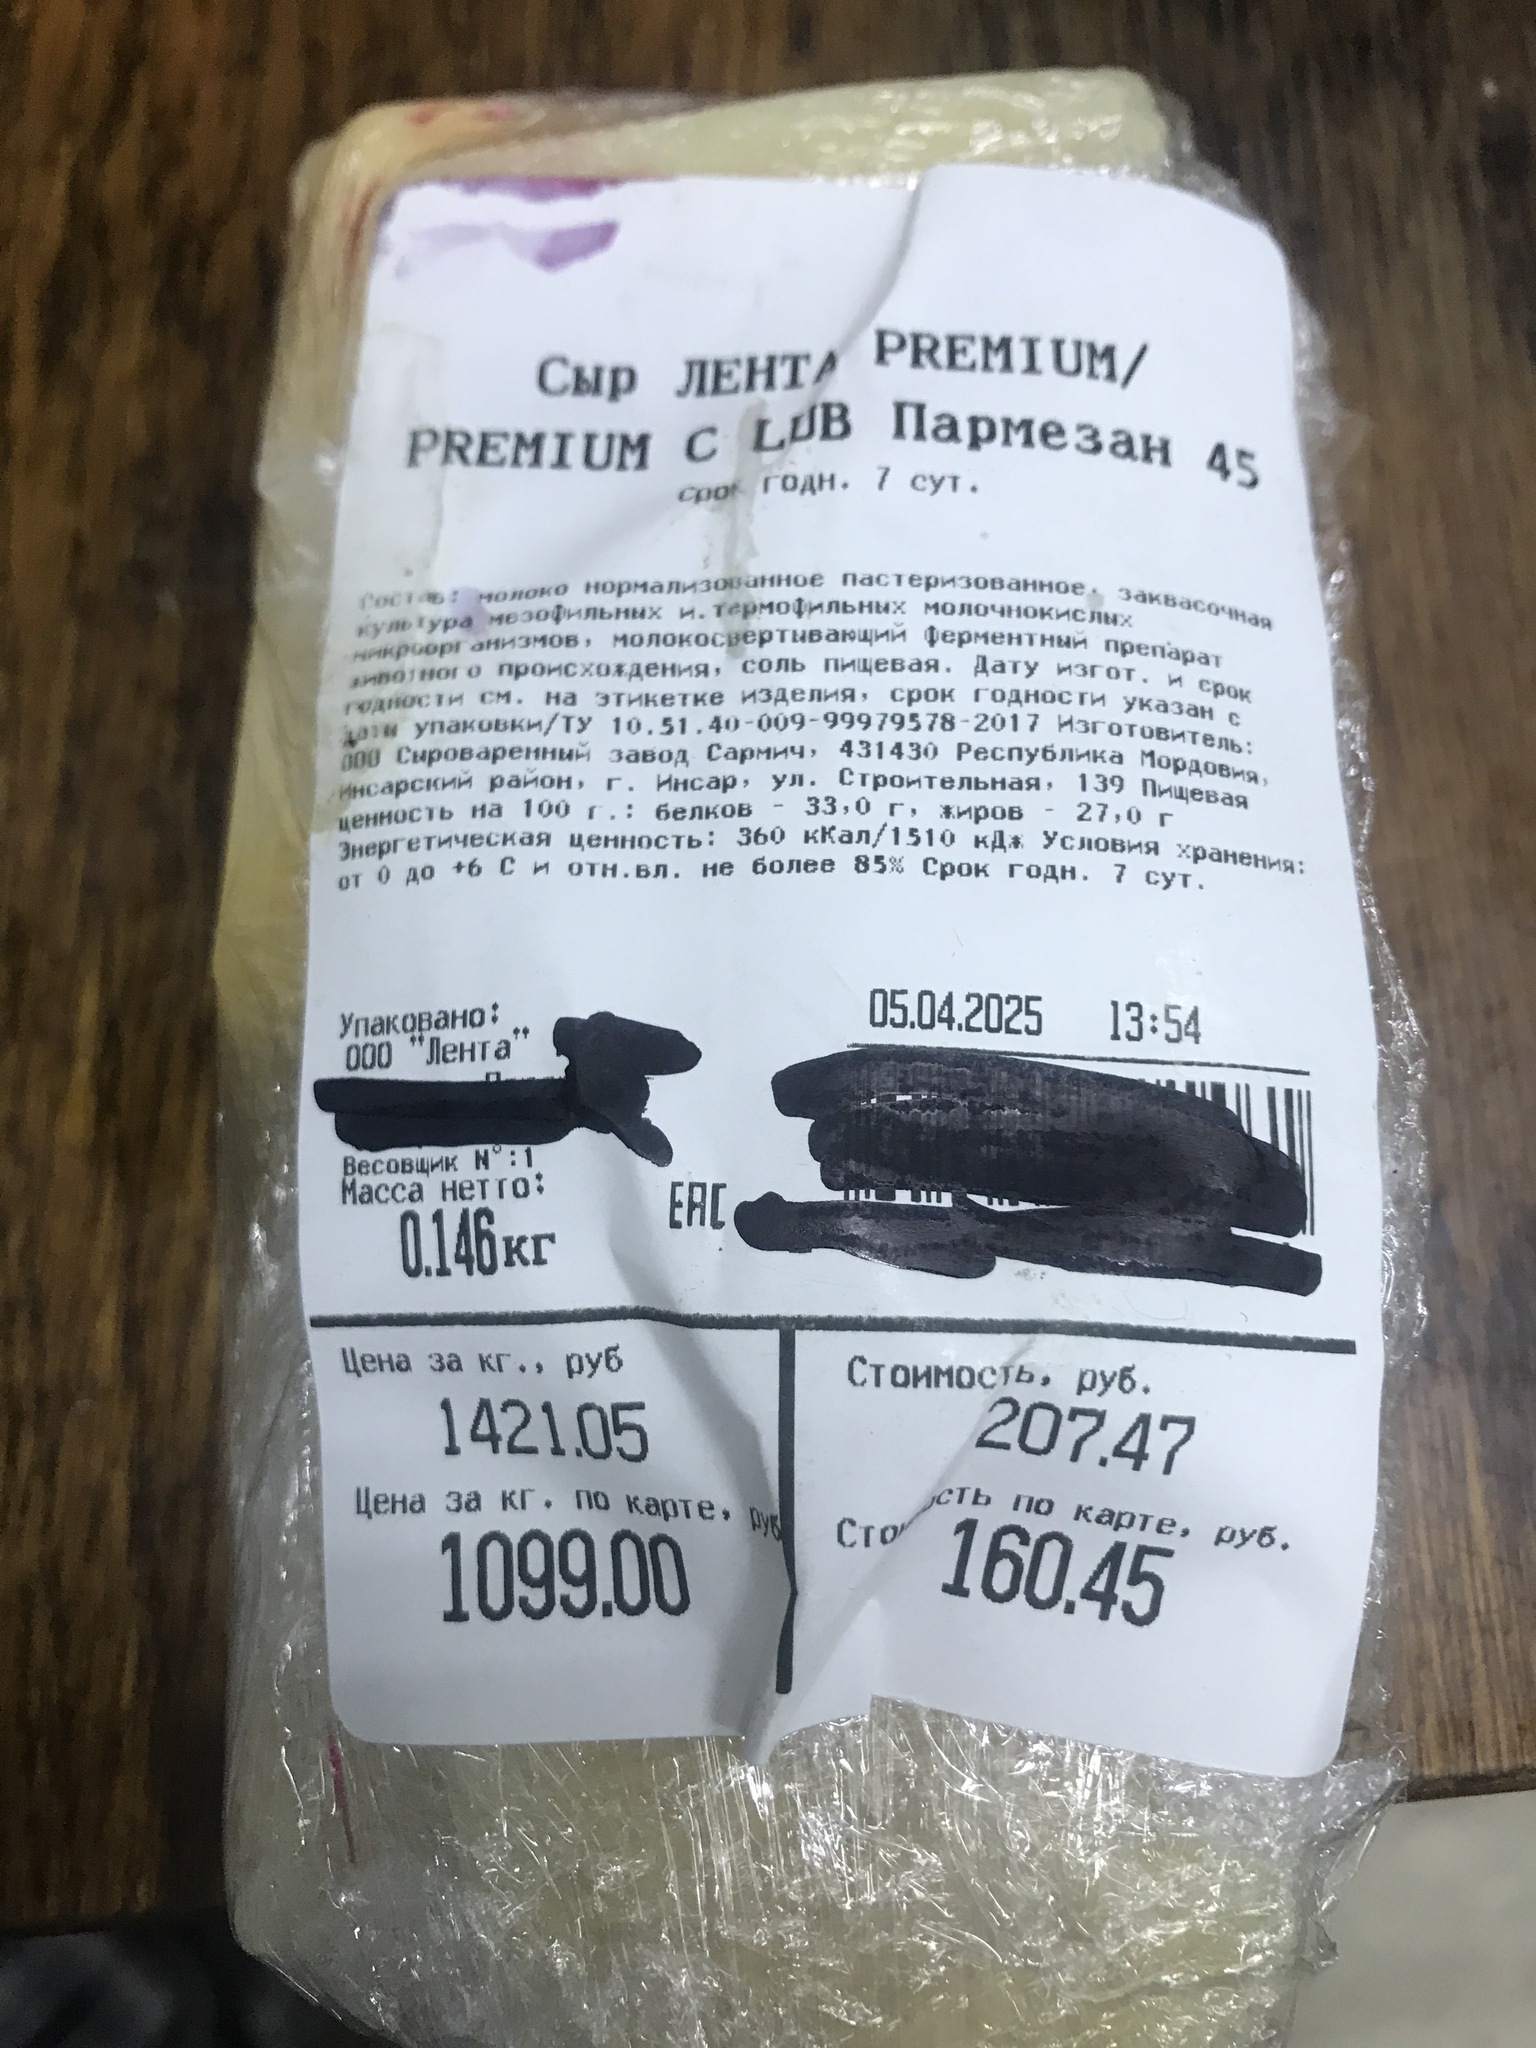 Сыр ЛЕНТА PREMIUM/
PREMIUM C LUB Пармезан 45
срок годн. 7 сут.
Состав: молоко нормализованное пастеризованное, заквасочная
культура мезофильных и термофильных молочнокислых
микроорганизмов, молокосвертывающий ферментный препарат
животного происхождения, соль пищевая. Дату изгот. и срок
годности см. на этикетке изделия, срок годности указан с
даты упаковки/ТУ 10.51.40-009-99979578-2017 Изготовитель:
ООО Сыроваренный завод Сармич, 431430 Республика Мордовия,
Инсарский район, г. Инсар, ул. Строительная, 139 Пищевая
ценность на 100 г.: белков - 33,0 г, жиров - 27,0 г
Энергетическая ценность: 360 кКал/1510 кДж Условия хранения:
от 0 до +6 С и отн.вл. не более 85% Срок годн. 7 сут.
05.04.2025 13:54
Упаковано:
ООО "Лента"
Весовщик N°:1
Масса нетто:
0.146кг
EAC
Цена за кг., руб
1421.05
Стоимость, руб.
207.47
Цена за кг. по карте, руб
1099.00
Стоимость по карте, руб.
160.45